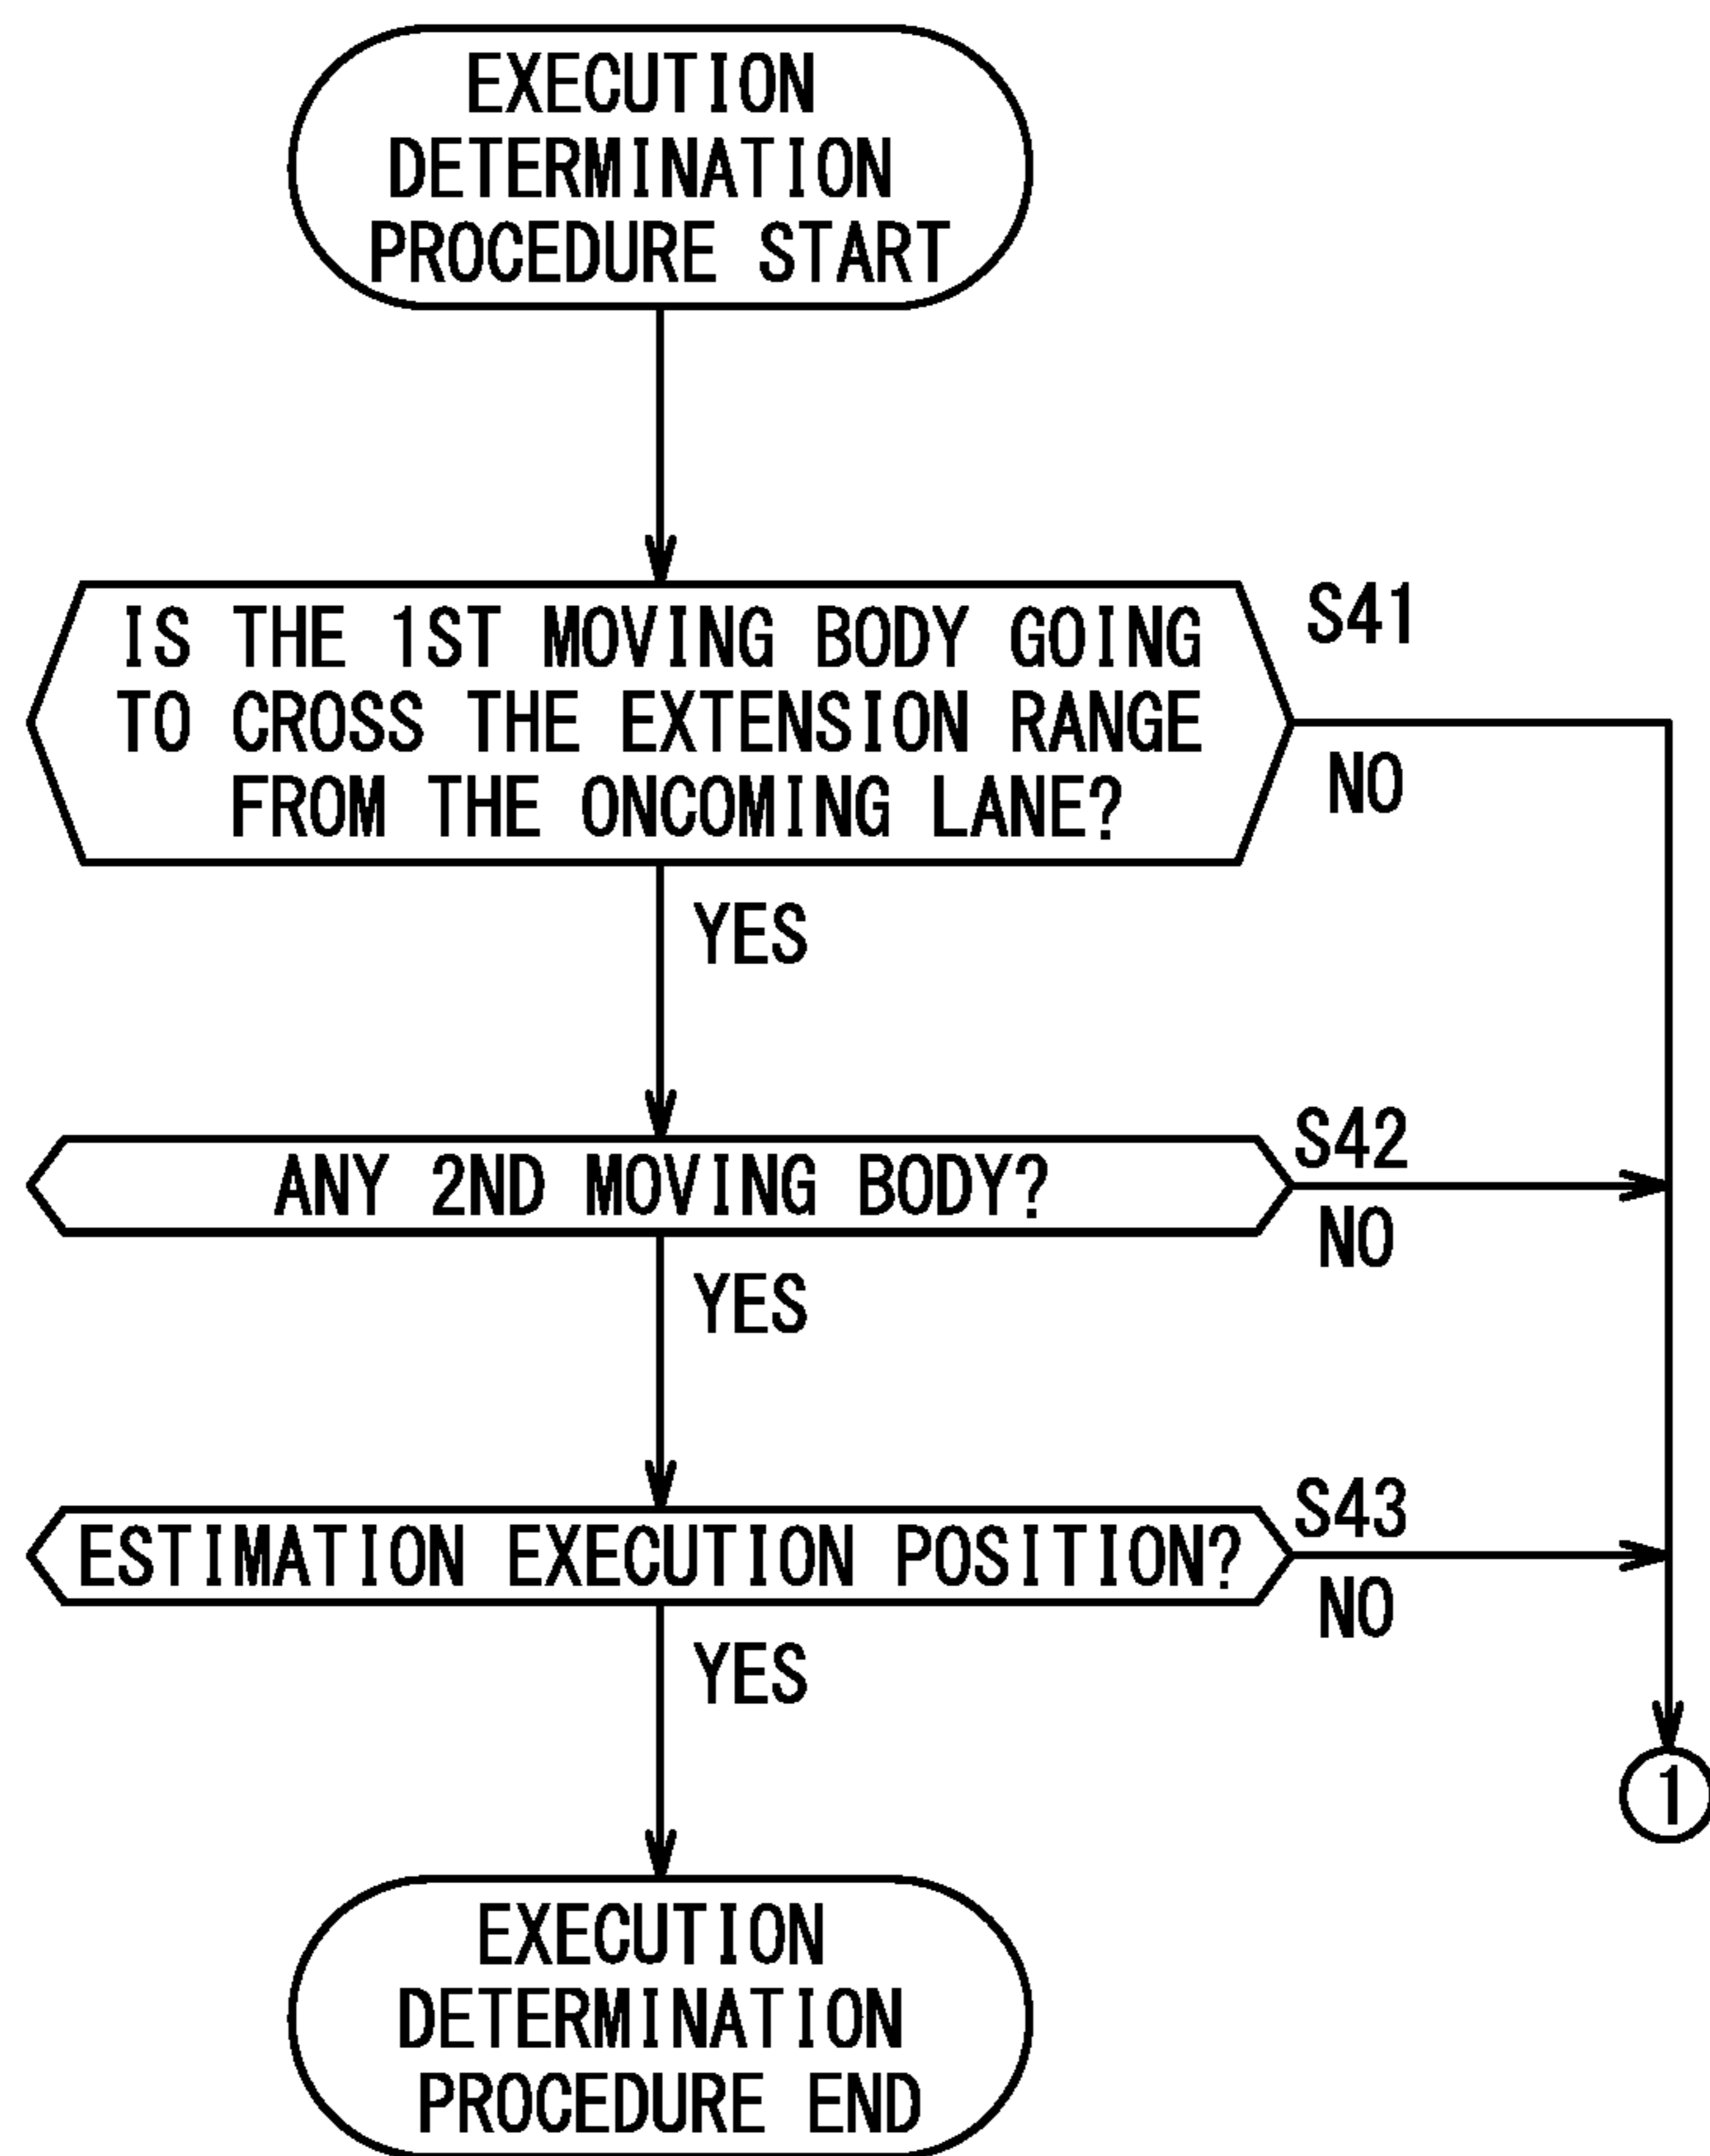 EXECUTION
DETERMINATION
PROCEDURE START
IS THE 1ST MOVING BODY GOING
TO CROSS THE EXTENSION RANGE
FROM THE ONCOMING LANE?
S41
NO
YES
ANY 2ND MOVING BODY?
S42
NO
YES
ESTIMATION EXECUTION POSITION?
S43
NO
YES
1
EXECUTION
DETERMINATION
PROCEDURE END